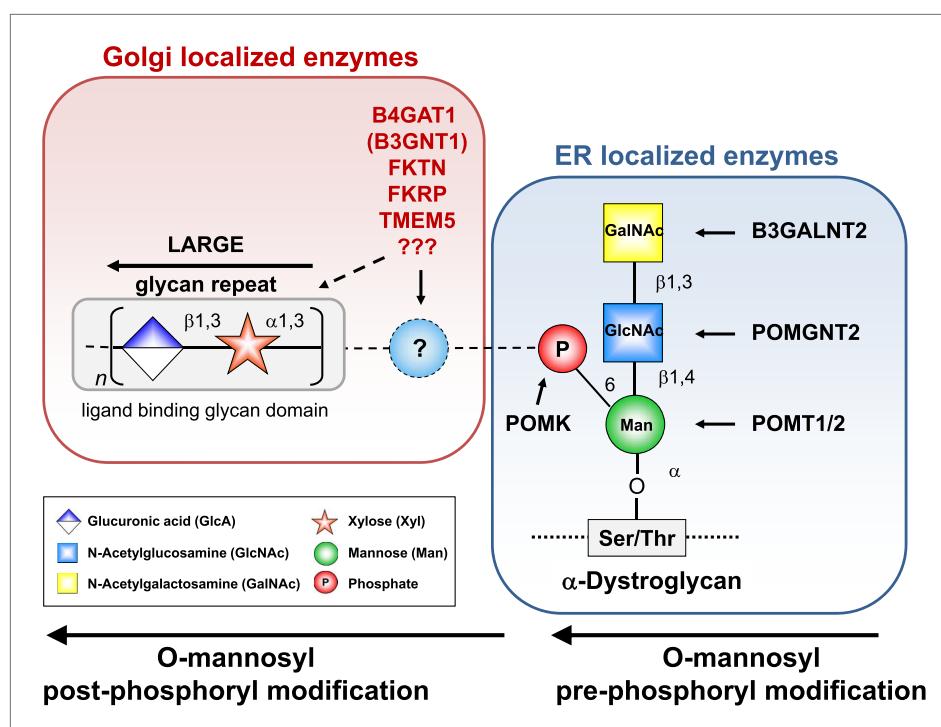 Golgi localized enzymes
B4GAT1
(B3GNT1)
FKTN
FKRP
TMEM5
???
LARGE
glycan repeat
β1,3
α1,3
n
?
ligand binding glycan domain
ER localized enzymes
GalNAc
B3GALNT2
β1,3
GlcNAc
POMGNT2
P
β1,4
6
POMK
Man
POMT1/2
α
O
Ser/Thr
α-Dystroglycan
Glucuronic acid (GlcA)
Xylose (Xyl)
N-Acetylglucosamine (GlcNAc)
Mannose (Man)
N-Acetylgalactosamine (GalNAc)
P
Phosphate
O-mannosyl
post-phosphoryl modification
O-mannosyl
pre-phosphoryl modification